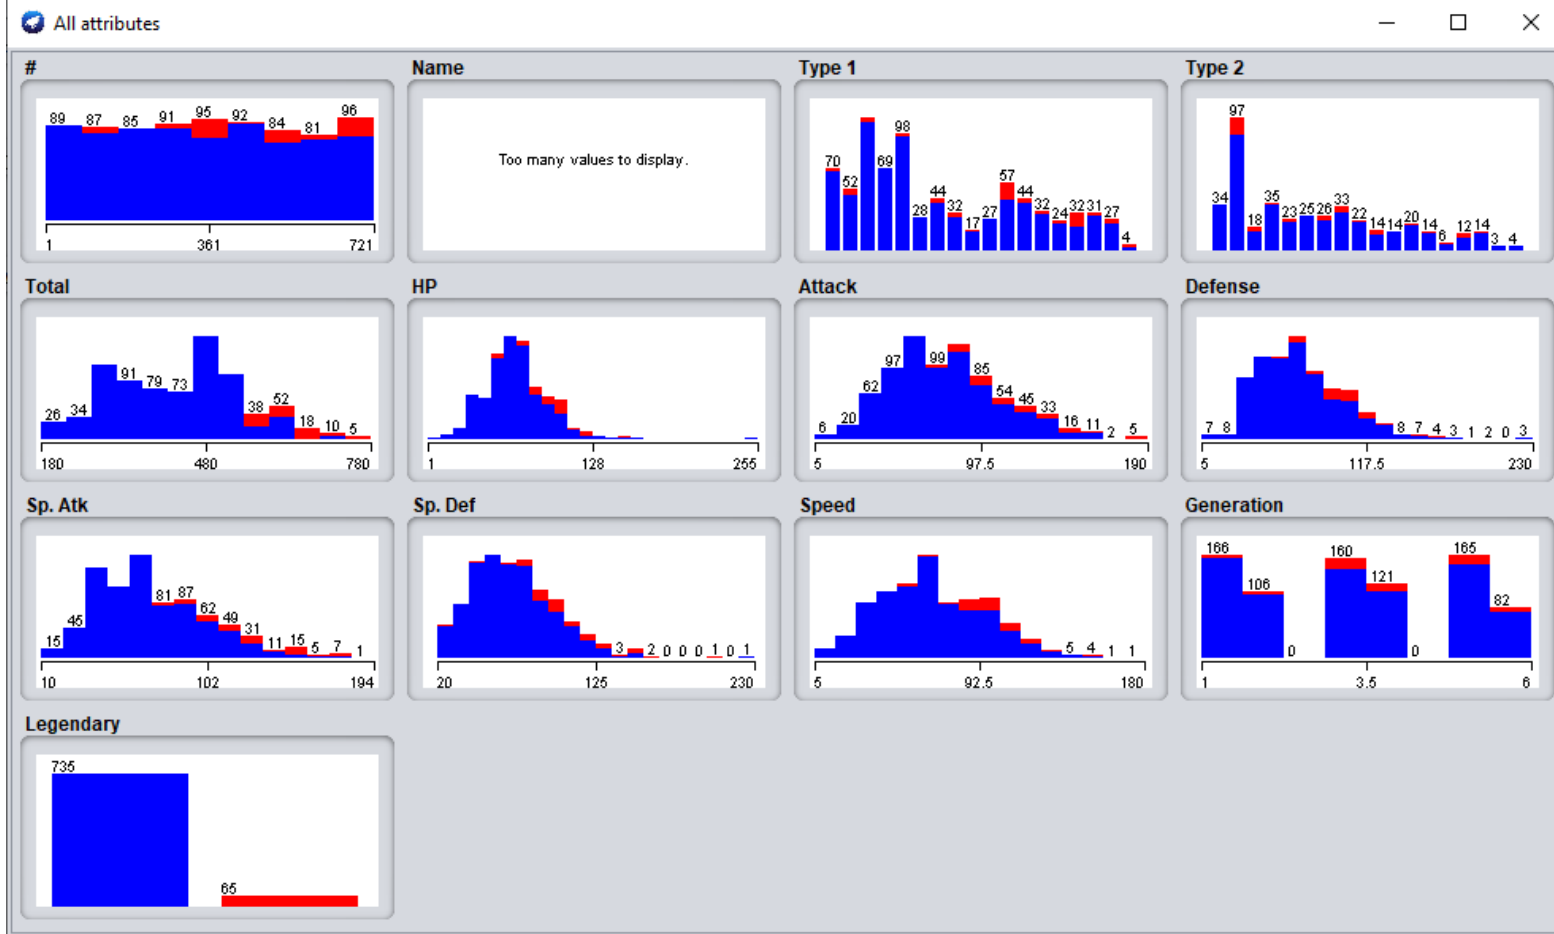 All attributes
# Name Type 1 Type 2
89 87 85 91 95 92 84 81 96
1 361 721
Too many values to display.
70 52 69 98 28 44 32 17 27 57 44 32 24 32 31 27 4
34 97 18 35 23 25 26 33 22 14 14 20 14 6 12 14 3 4
Total HP Attack Defense
26 34 91 79 73 38 52 18 10 5
180 480 780
1 128 255
6 20 62 97 99 85 54 45 33 16 11 2 5
5 97.5 190
7 8 8 7 4 3 1 2 0 3
5 117.5 230
Sp. Atk Sp. Def Speed Generation
15 45 81 87 62 49 31 11 15 5 7 1
10 102 194
3 2 0 0 0 1 0 1
20 125 230
5 4 1 1
5 92.5 180
166 106 0 160 121 0 165 82
1 3.5 6
Legendary
735 65